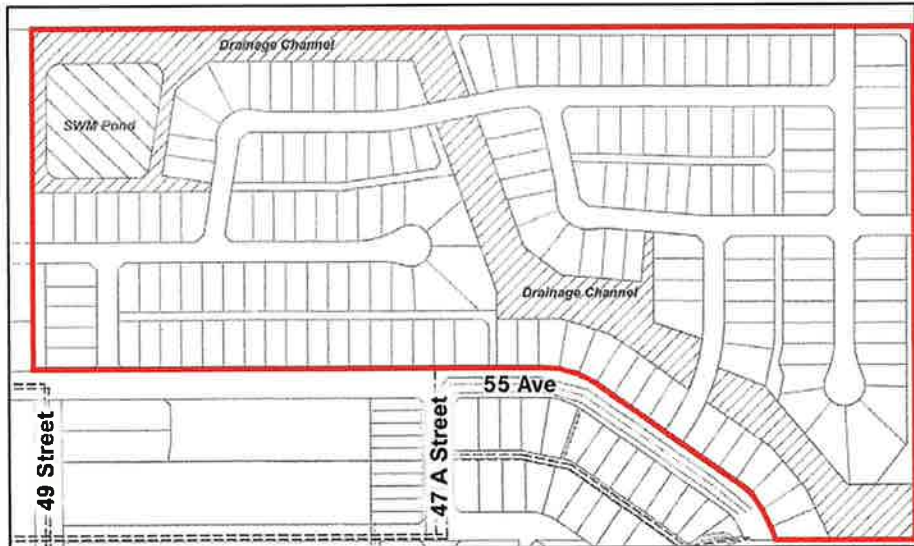 Drainage Channel
SWM Pond
Drainage Channel
55 Ave
49 Street
47 A Street